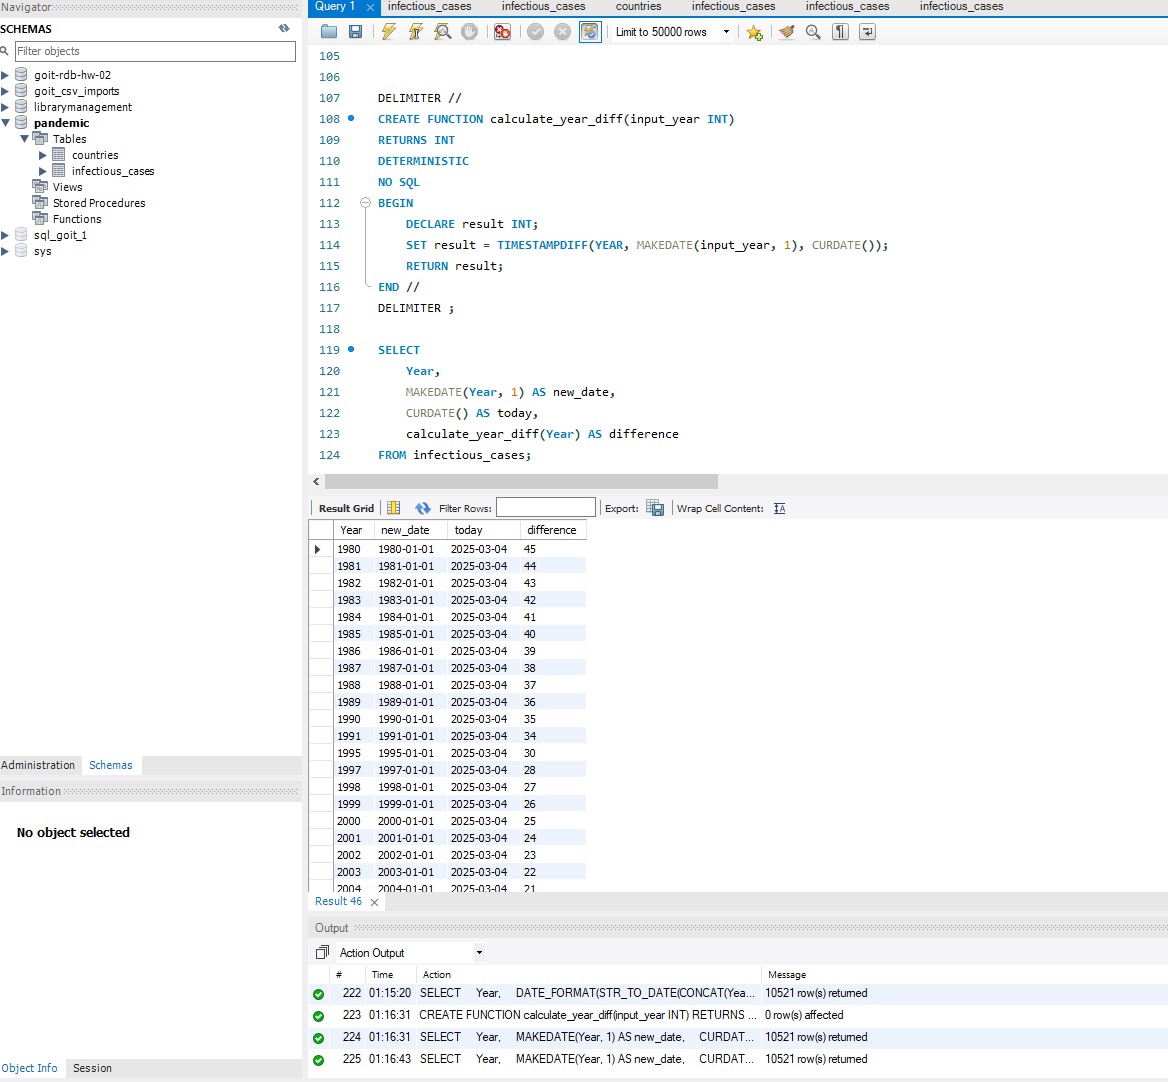 Navigator
SCHEMAS
Filter objects
goit-rdb-hw-02
goit_csv_imports
librarymanagement
pandemic
Tables
countries
infectious_cases
Views
Stored Procedures
Functions
sql_goit_1
sys
Administration Schemas
Information
No object selected
Object Info Session
Query 1 infectious_cases infectious_cases countries infectious_cases infectious_cases infectious_cases
Limit to 50000 rows
105
106
107 DELIMITER //
108 CREATE FUNCTION calculate_year_diff(input_year INT)
109 RETURNS INT
110 DETERMINISTIC
111 NO SQL
112 BEGIN
113 DECLARE result INT;
114 SET result = TIMESTAMPDIFF(YEAR, MAKEDATE(input_year, 1), CURDATE());
115 RETURN result;
116 END //
117 DELIMITER ;
118
119 SELECT
120 Year,
121 MAKEDATE(Year, 1) AS new_date,
122 CURDATE() AS today,
123 calculate_year_diff(Year) AS difference
124 FROM infectious_cases;
Result Grid Filter Rows: Export: Wrap Cell Content:
Year new_date today difference
1980 1980-01-01 2025-03-04 45
1981 1981-01-01 2025-03-04 44
1982 1982-01-01 2025-03-04 43
1983 1983-01-01 2025-03-04 42
1984 1984-01-01 2025-03-04 41
1985 1985-01-01 2025-03-04 40
1986 1986-01-01 2025-03-04 39
1987 1987-01-01 2025-03-04 38
1988 1988-01-01 2025-03-04 37
1989 1989-01-01 2025-03-04 36
1990 1990-01-01 2025-03-04 35
1991 1991-01-01 2025-03-04 34
1995 1995-01-01 2025-03-04 30
1997 1997-01-01 2025-03-04 28
1998 1998-01-01 2025-03-04 27
1999 1999-01-01 2025-03-04 26
2000 2000-01-01 2025-03-04 25
2001 2001-01-01 2025-03-04 24
2002 2002-01-01 2025-03-04 23
2003 2003-01-01 2025-03-04 22
2004 2004-01-01 2025-03-04 21
Result 46
Output
Action Output
# Time Action Message
222 01:15:20 SELECT Year, DATE_FORMAT(STR_TO_DATE(CONCAT(Yea... 10521 row(s) returned
223 01:16:31 CREATE FUNCTION calculate_year_diff(input_year INT) RETURNS ... 0 row(s) affected
224 01:16:31 SELECT Year, MAKEDATE(Year, 1) AS new_date, CURDAT... 10521 row(s) returned
225 01:16:43 SELECT Year, MAKEDATE(Year, 1) AS new_date, CURDAT... 10521 row(s) returned